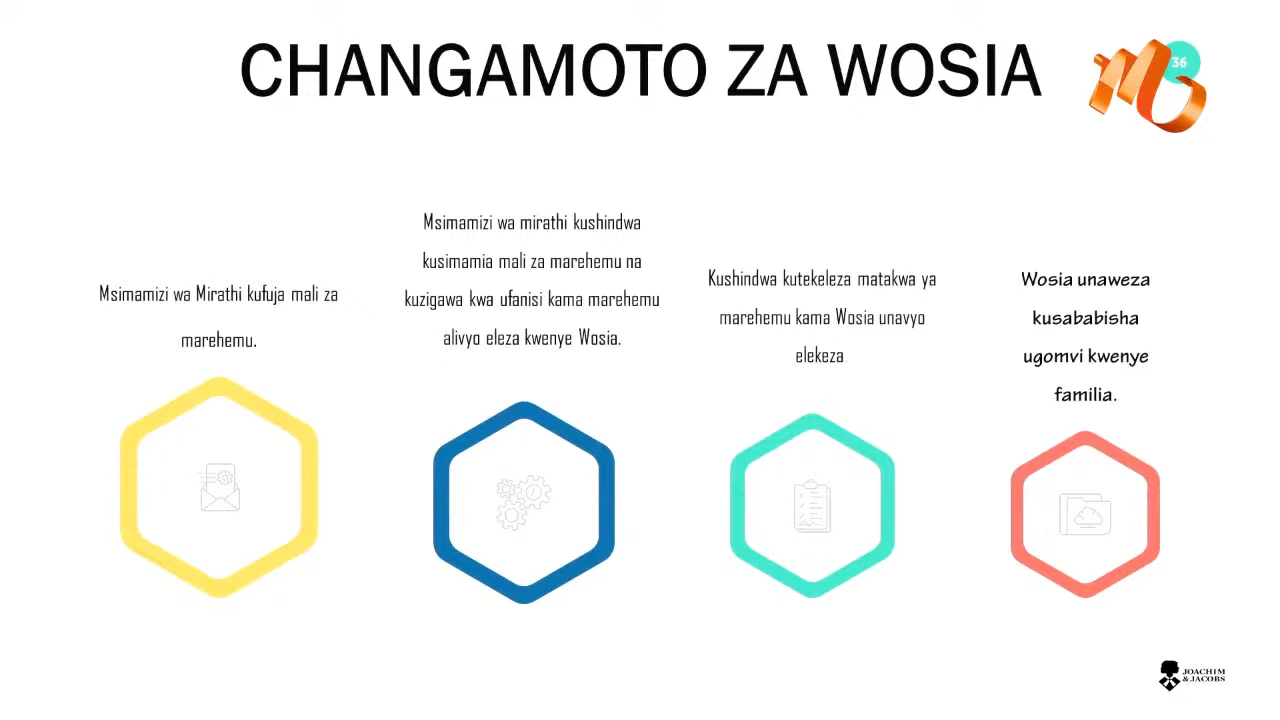 CHANGAMOTO ZA WOSIA
36
Msimamizi wa Mirathi kufuja mali za
marehemu.
Msimamizi wa mirathi kushindwa
kusimamia mali za marehemu na
kuzigawa kwa ufanisi kama marehemu
alivyo eleza kwenye Wosia.
Kushindwa kutekeleza matakwa ya
marehemu kama Wosia unavyo
elekeza
Wosia unaweza
kusababisha
ugomvi kwenye
familia.
JOACHIM
& JACOBS